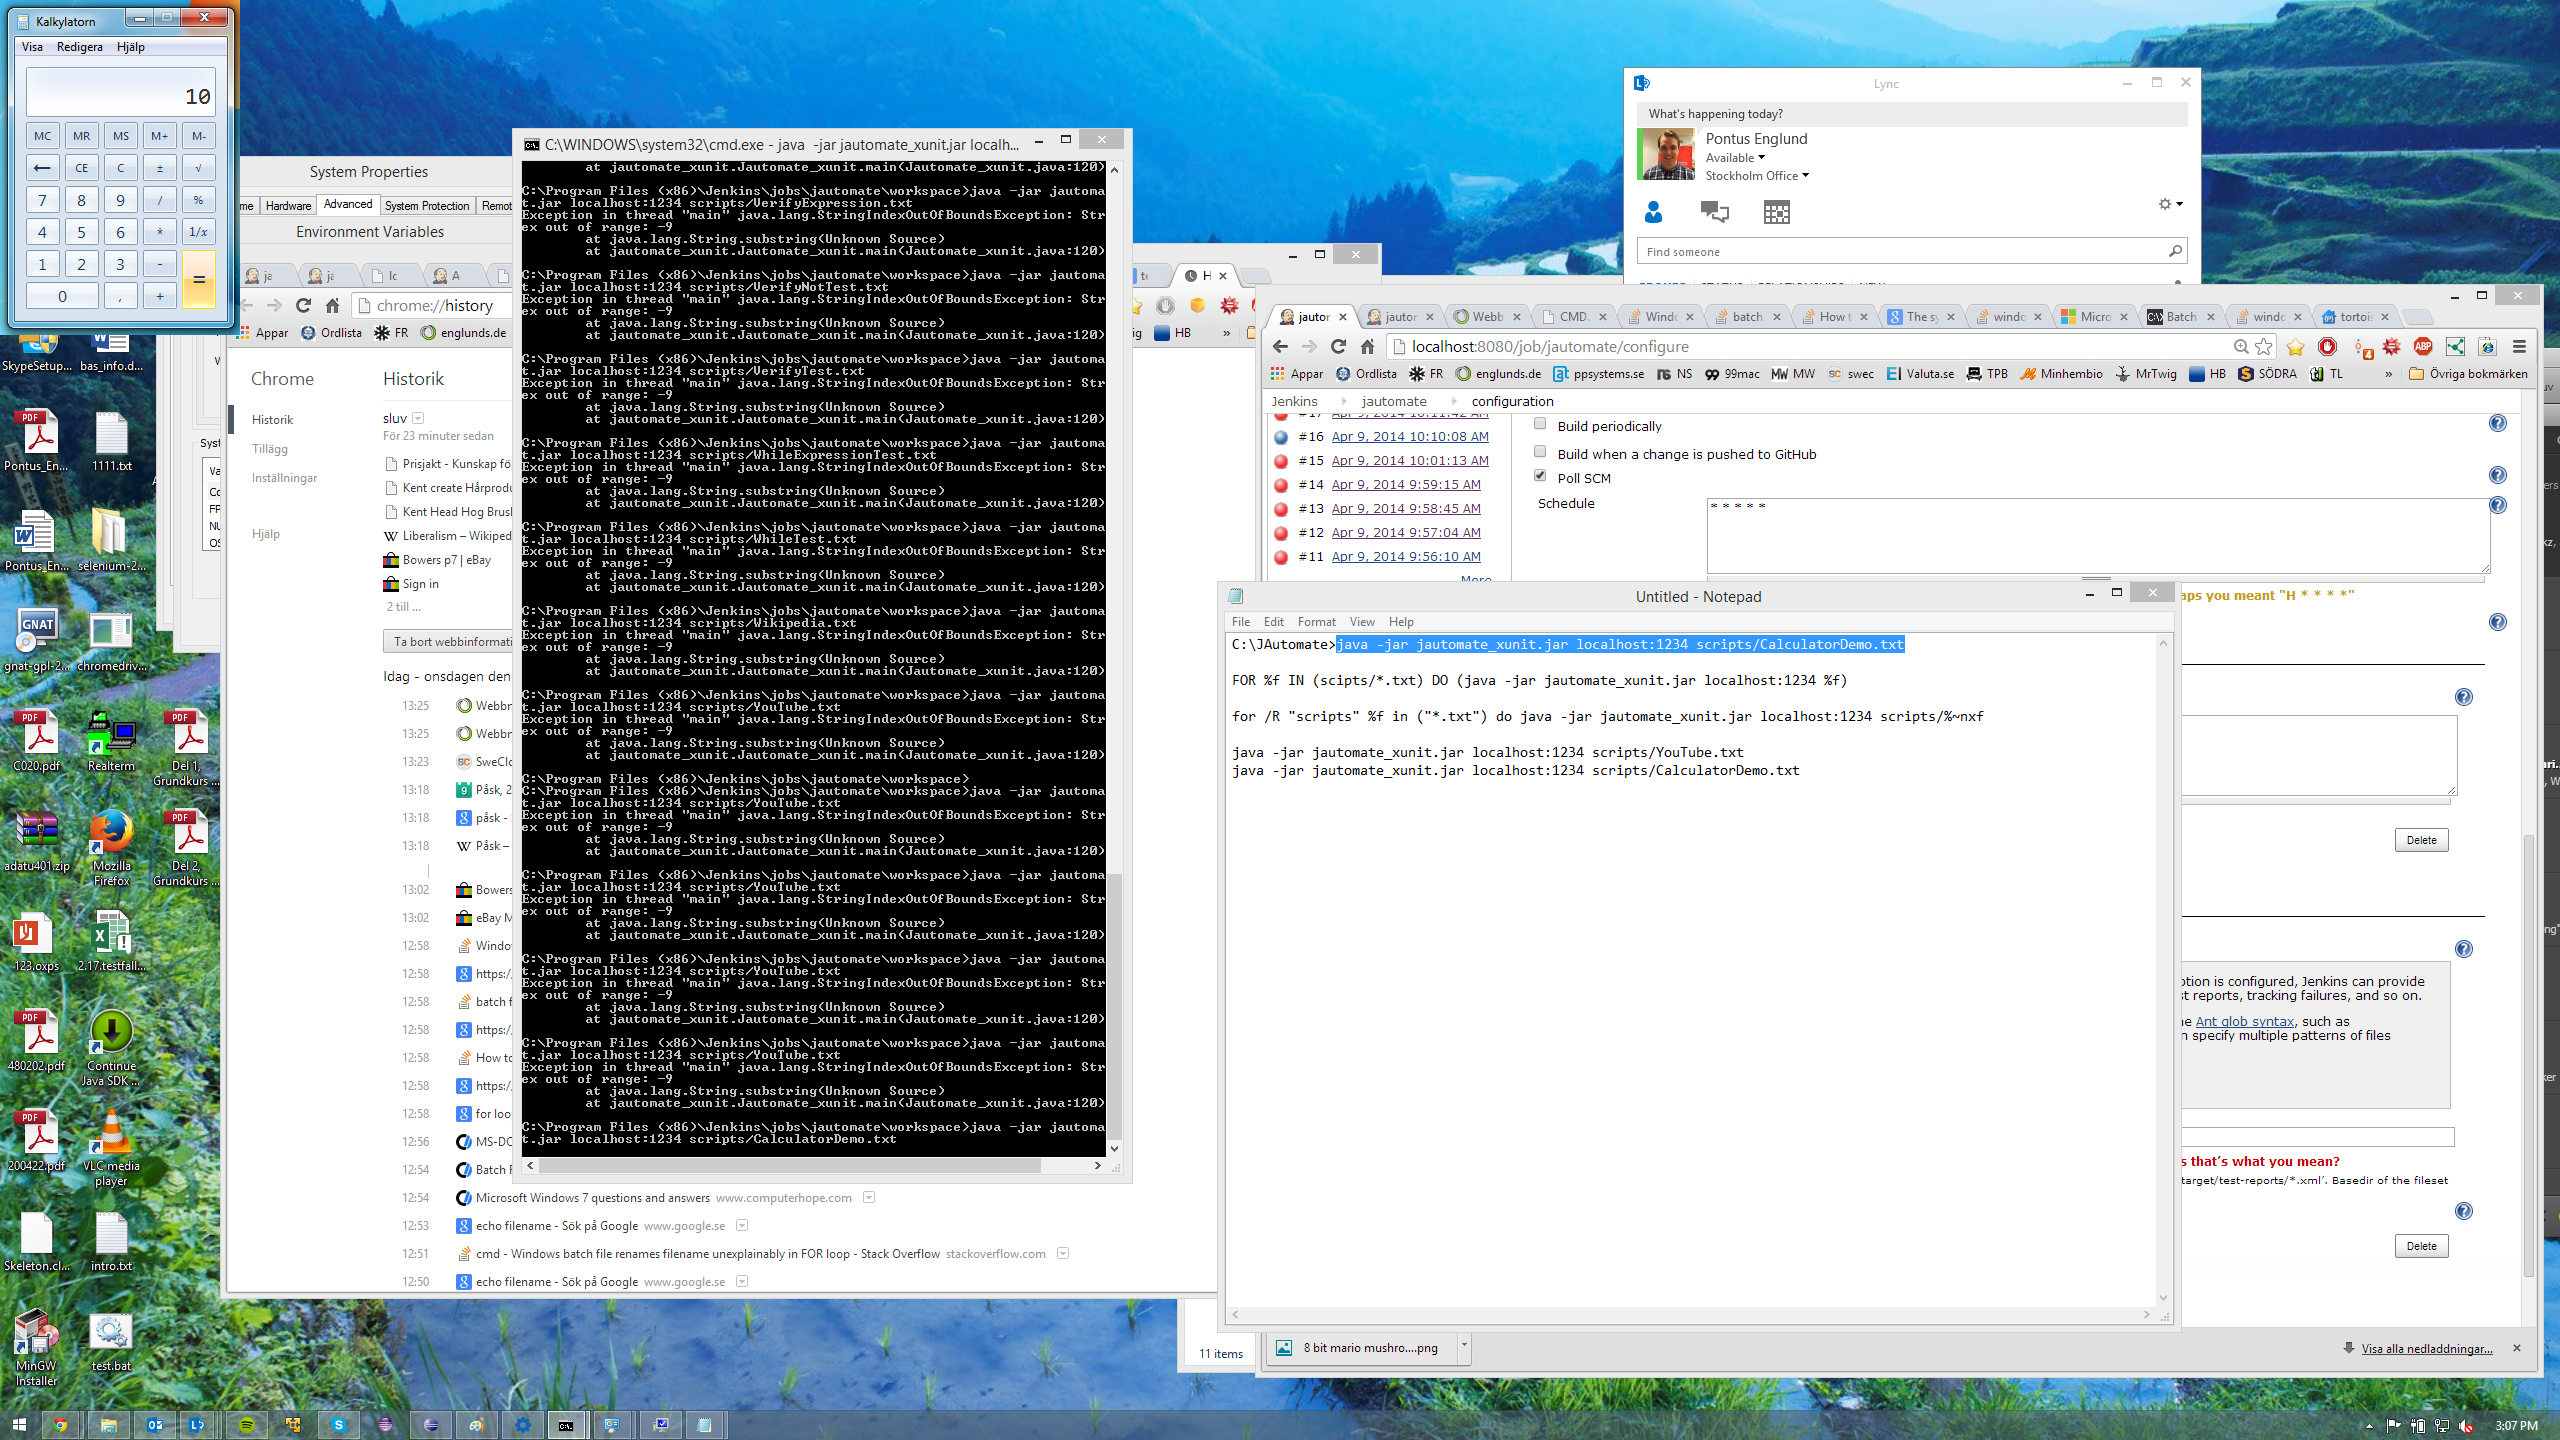 Kalkylatorn
Visa Redigera Hjälp
10
MC MR MS M+ M-
← CE C ± √
7 8 9 / %
4 5 6 * 1/x
1 2 3 - =
0 , +
System Properties
Hardware Advanced System Protection Remot
Environment Variables
chrome://history
Appar Ordlista FR englunds.de
Chrome
Historik
Tillägg
Inställningar
Hjälp
Historik
sluv
För 23 minuter sedan
Prisjakt - Kunskap fö
Kent create Hårprodu
Kent Head Hog Brush
Liberalism – Wikiped
Bowers p7 | eBay
Sign in
2 till ...
Ta bort webbinformati
Idag - onsdagen den
13:25 Webbr
13:25 Webbr
13:23 SweClo
13:18 Påsk, 2
13:18 påsk -
13:18 Påsk –
13:02 Bowers
13:02 eBay M
12:58 Windov
12:58 https:/
12:58 batch f
12:58 https:/
12:58 How to
12:58 https:/
12:58 for loo
12:56 MS-DO
12:54 Batch F
12:54 Microsoft Windows 7 questions and answers www.computerhope.com
12:53 echo filename - Sök på Google www.google.se
12:51 cmd - Windows batch file renames filename unexplainably in FOR loop - Stack Overflow stackoverflow.com
12:50 echo filename - Sök på Google www.google.se
C:\WINDOWS\system32\cmd.exe - java -jar jautomate_xunit.jar localh...
at jautomate_xunit.Jautomate_xunit.main(Jautomate_xunit.java:120)
C:\Program Files (x86)\Jenkins\jobs\jautomate\workspace>java -jar jautoma
t.jar localhost:1234 scripts/VerifyExpression.txt
Exception in thread "main" java.lang.StringIndexOutOfBoundsException: Str
ex out of range: -9
at java.lang.String.substring(Unknown Source)
at jautomate_xunit.Jautomate_xunit.main(Jautomate_xunit.java:120)
C:\Program Files (x86)\Jenkins\jobs\jautomate\workspace>java -jar jautoma
t.jar localhost:1234 scripts/VerifyNotTest.txt
Exception in thread "main" java.lang.StringIndexOutOfBoundsException: Str
ex out of range: -9
at java.lang.String.substring(Unknown Source)
at jautomate_xunit.Jautomate_xunit.main(Jautomate_xunit.java:120)
C:\Program Files (x86)\Jenkins\jobs\jautomate\workspace>java -jar jautoma
t.jar localhost:1234 scripts/VerifyTest.txt
Exception in thread "main" java.lang.StringIndexOutOfBoundsException: Str
ex out of range: -9
at java.lang.String.substring(Unknown Source)
at jautomate_xunit.Jautomate_xunit.main(Jautomate_xunit.java:120)
C:\Program Files (x86)\Jenkins\jobs\jautomate\workspace>java -jar jautoma
t.jar localhost:1234 scripts/WhileExpressionTest.txt
Exception in thread "main" java.lang.StringIndexOutOfBoundsException: Str
ex out of range: -9
at java.lang.String.substring(Unknown Source)
at jautomate_xunit.Jautomate_xunit.main(Jautomate_xunit.java:120)
C:\Program Files (x86)\Jenkins\jobs\jautomate\workspace>java -jar jautoma
t.jar localhost:1234 scripts/WhileTest.txt
Exception in thread "main" java.lang.StringIndexOutOfBoundsException: Str
ex out of range: -9
at java.lang.String.substring(Unknown Source)
at jautomate_xunit.Jautomate_xunit.main(Jautomate_xunit.java:120)
C:\Program Files (x86)\Jenkins\jobs\jautomate\workspace>java -jar jautoma
t.jar localhost:1234 scripts/Wikipedia.txt
Exception in thread "main" java.lang.StringIndexOutOfBoundsException: Str
ex out of range: -9
at java.lang.String.substring(Unknown Source)
at jautomate_xunit.Jautomate_xunit.main(Jautomate_xunit.java:120)
C:\Program Files (x86)\Jenkins\jobs\jautomate\workspace>java -jar jautoma
t.jar localhost:1234 scripts/YouTube.txt
Exception in thread "main" java.lang.StringIndexOutOfBoundsException: Str
ex out of range: -9
at java.lang.String.substring(Unknown Source)
at jautomate_xunit.Jautomate_xunit.main(Jautomate_xunit.java:120)
C:\Program Files (x86)\Jenkins\jobs\jautomate\workspace>
C:\Program Files (x86)\Jenkins\jobs\jautomate\workspace>java -jar jautoma
t.jar localhost:1234 scripts/YouTube.txt
Exception in thread "main" java.lang.StringIndexOutOfBoundsException: Str
ex out of range: -9
at java.lang.String.substring(Unknown Source)
at jautomate_xunit.Jautomate_xunit.main(Jautomate_xunit.java:120)
C:\Program Files (x86)\Jenkins\jobs\jautomate\workspace>java -jar jautoma
t.jar localhost:1234 scripts/YouTube.txt
Exception in thread "main" java.lang.StringIndexOutOfBoundsException: Str
ex out of range: -9
at java.lang.String.substring(Unknown Source)
at jautomate_xunit.Jautomate_xunit.main(Jautomate_xunit.java:120)
C:\Program Files (x86)\Jenkins\jobs\jautomate\workspace>java -jar jautoma
t.jar localhost:1234 scripts/YouTube.txt
Exception in thread "main" java.lang.StringIndexOutOfBoundsException: Str
ex out of range: -9
at java.lang.String.substring(Unknown Source)
at jautomate_xunit.Jautomate_xunit.main(Jautomate_xunit.java:120)
C:\Program Files (x86)\Jenkins\jobs\jautomate\workspace>java -jar jautoma
t.jar localhost:1234 scripts/YouTube.txt
Exception in thread "main" java.lang.StringIndexOutOfBoundsException: Str
ex out of range: -9
at java.lang.String.substring(Unknown Source)
at jautomate_xunit.Jautomate_xunit.main(Jautomate_xunit.java:120)
C:\Program Files (x86)\Jenkins\jobs\jautomate\workspace>java -jar jautoma
t.jar localhost:1234 scripts/CalculatorDemo.txt
Lync
What's happening today?
Pontus Englund
Available
Stockholm Office
Find someone
HB »
jautor jautor Webb CMD. Windo batch How t The sy windo Micro Batch windo tortois
localhost:8080/job/jautomate/configure
Appar Ordlista FR englunds.de ppsystems.se NS 99mac MW swec Valuta.se TPB Minhembio MrTwig HB SÖDRA TL » Övriga bokmärken
Jenkins jautomate configuration
#17 Apr 9, 2014 10:11:42 AM
#16 Apr 9, 2014 10:10:08 AM
#15 Apr 9, 2014 10:01:13 AM
#14 Apr 9, 2014 9:59:15 AM
#13 Apr 9, 2014 9:58:45 AM
#12 Apr 9, 2014 9:57:04 AM
#11 Apr 9, 2014 9:56:10 AM
More
Build periodically
Build when a change is pushed to GitHub
Poll SCM
Schedule
* * * * *
aps you meant "H * * * *"
Delete
ption is configured, Jenkins can provide
st reports, tracking failures, and so on.
he Ant glob syntax, such as
n specify multiple patterns of files
s that's what you mean?
target/test-reports/*.xml'. Basedir of the fileset
Delete
Untitled - Notepad
File Edit Format View Help
C:\JAutomate>java -jar jautomate_xunit.jar localhost:1234 scripts/CalculatorDemo.txt
FOR %f IN (scipts/*.txt) DO (java -jar jautomate_xunit.jar localhost:1234 %f)
for /R "scripts" %f in ("*.txt") do java -jar jautomate_xunit.jar localhost:1234 scripts/%~nxf
java -jar jautomate_xunit.jar localhost:1234 scripts/YouTube.txt
java -jar jautomate_xunit.jar localhost:1234 scripts/CalculatorDemo.txt
11 items
8 bit mario mushro....png
Visa alla nedladdningar...
SkypeSetup... bas_info.d...
Pontus_En... 1111.txt
Pontus_En... selenium-2...
GNAT
gnat-gpl-2... chromedriv...
C020.pdf Realterm Del 1, Grundkurs ...
adatu401.zip Mozilla Firefox Del 2, Grundkurs ...
123.oxps 2.17.testfall...
480202.pdf Continue Java SDK ...
200422.pdf VLC media player
Skeleton.cl... intro.txt
MinGW Installer test.bat
3:07 PM